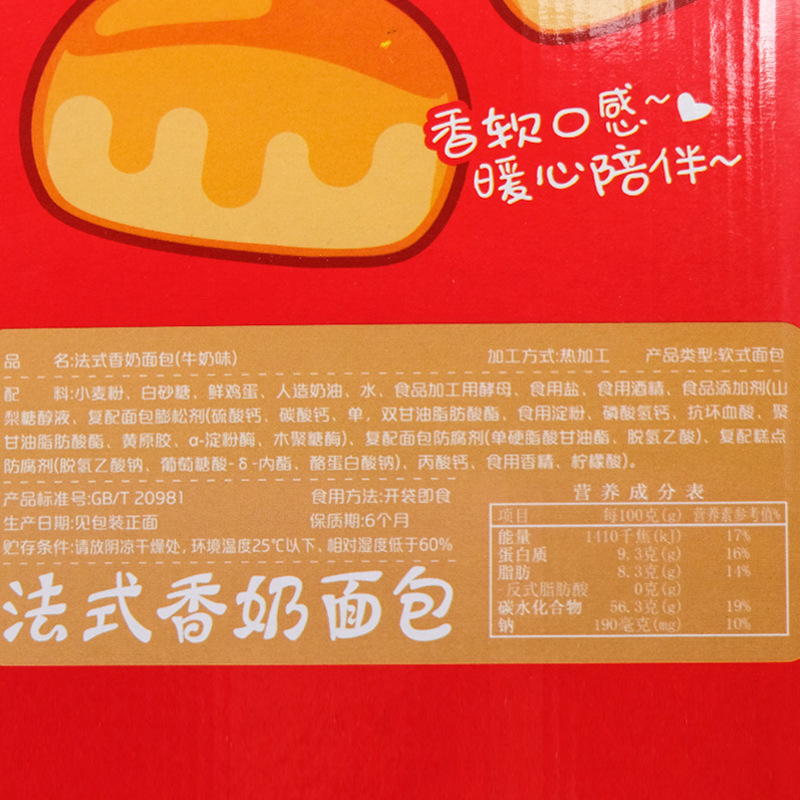 香软口感~
暖心陪伴~
品 名:法式香奶面包(牛奶味) 加工方式:热加工 产品类型:软式面包
配 料:小麦粉、白砂糖、鲜鸡蛋、人造奶油、水、食品加工用酵母、食用盐、食用酒精、食品添加剂(山
梨糖醇液、复配面包膨松剂(硫酸钙、碳酸钙、单,双甘油脂肪酸酯、食用淀粉、磷酸氢钙、抗坏血酸、聚
甘油脂肪酸酯、黄原胶、α-淀粉酶、木聚糖酶)、复配面包防腐剂(单硬脂酸甘油酯、脱氢乙酸)、复配糕点
防腐剂(脱氢乙酸钠、葡萄糖酸-δ-内酯、酪蛋白酸钠)、丙酸钙、食用香精、柠檬酸)。
产品标准号:GB/T 20981 食用方法:开袋即食
生产日期:见包装正面 保质期:6个月
贮存条件:请放阴凉干燥处,环境温度25℃以下、相对湿度低于60%
法式香奶面包
营养成分表
项目 每100克(g) 营养素参考值%
能量 1410千焦(kJ) 17%
蛋白质 9.3克(g) 16%
脂肪 8.3克(g) 14%
-反式脂肪酸 0克(g)
碳水化合物 56.3克(g) 19%
钠 190毫克(mg) 10%